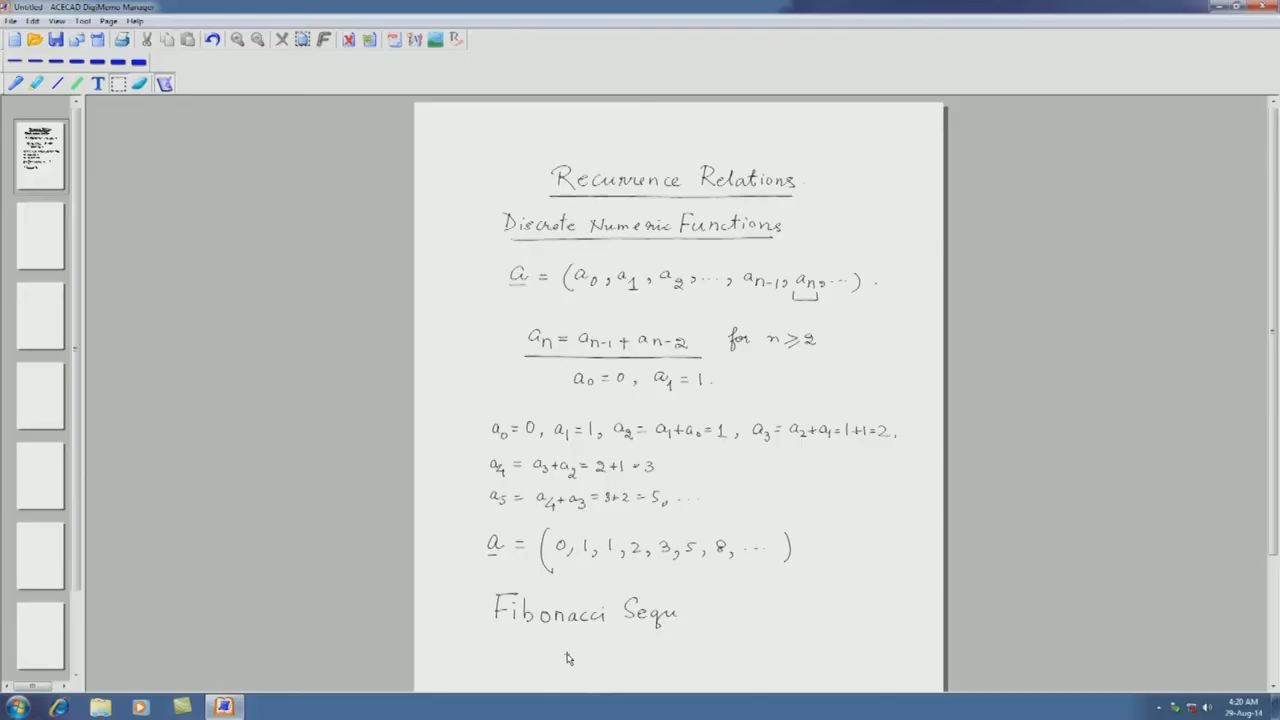 Untitled - ACECAD DigiMemo Manager
File Edit View Tool Page Help
Recurrence Relations
Discrete Numeric Functions
a = (a₀, a₁, a₂, ..., aₙ₋₁, aₙ, ...).
aₙ = aₙ₋₁ + aₙ₋₂ for n ≥ 2
a₀ = 0, a₁ = 1.
a₀ = 0, a₁ = 1, a₂ = a₁+a₀ = 1, a₃ = a₂+a₁ = 1+1 = 2.
a₄ = a₃+a₂ = 2+1 = 3
a₅ = a₄+a₃ = 3+2 = 5, ...
a = (0, 1, 1, 2, 3, 5, 8, ... )
Fibonacci Sequ
4:20 AM
29-Aug-14